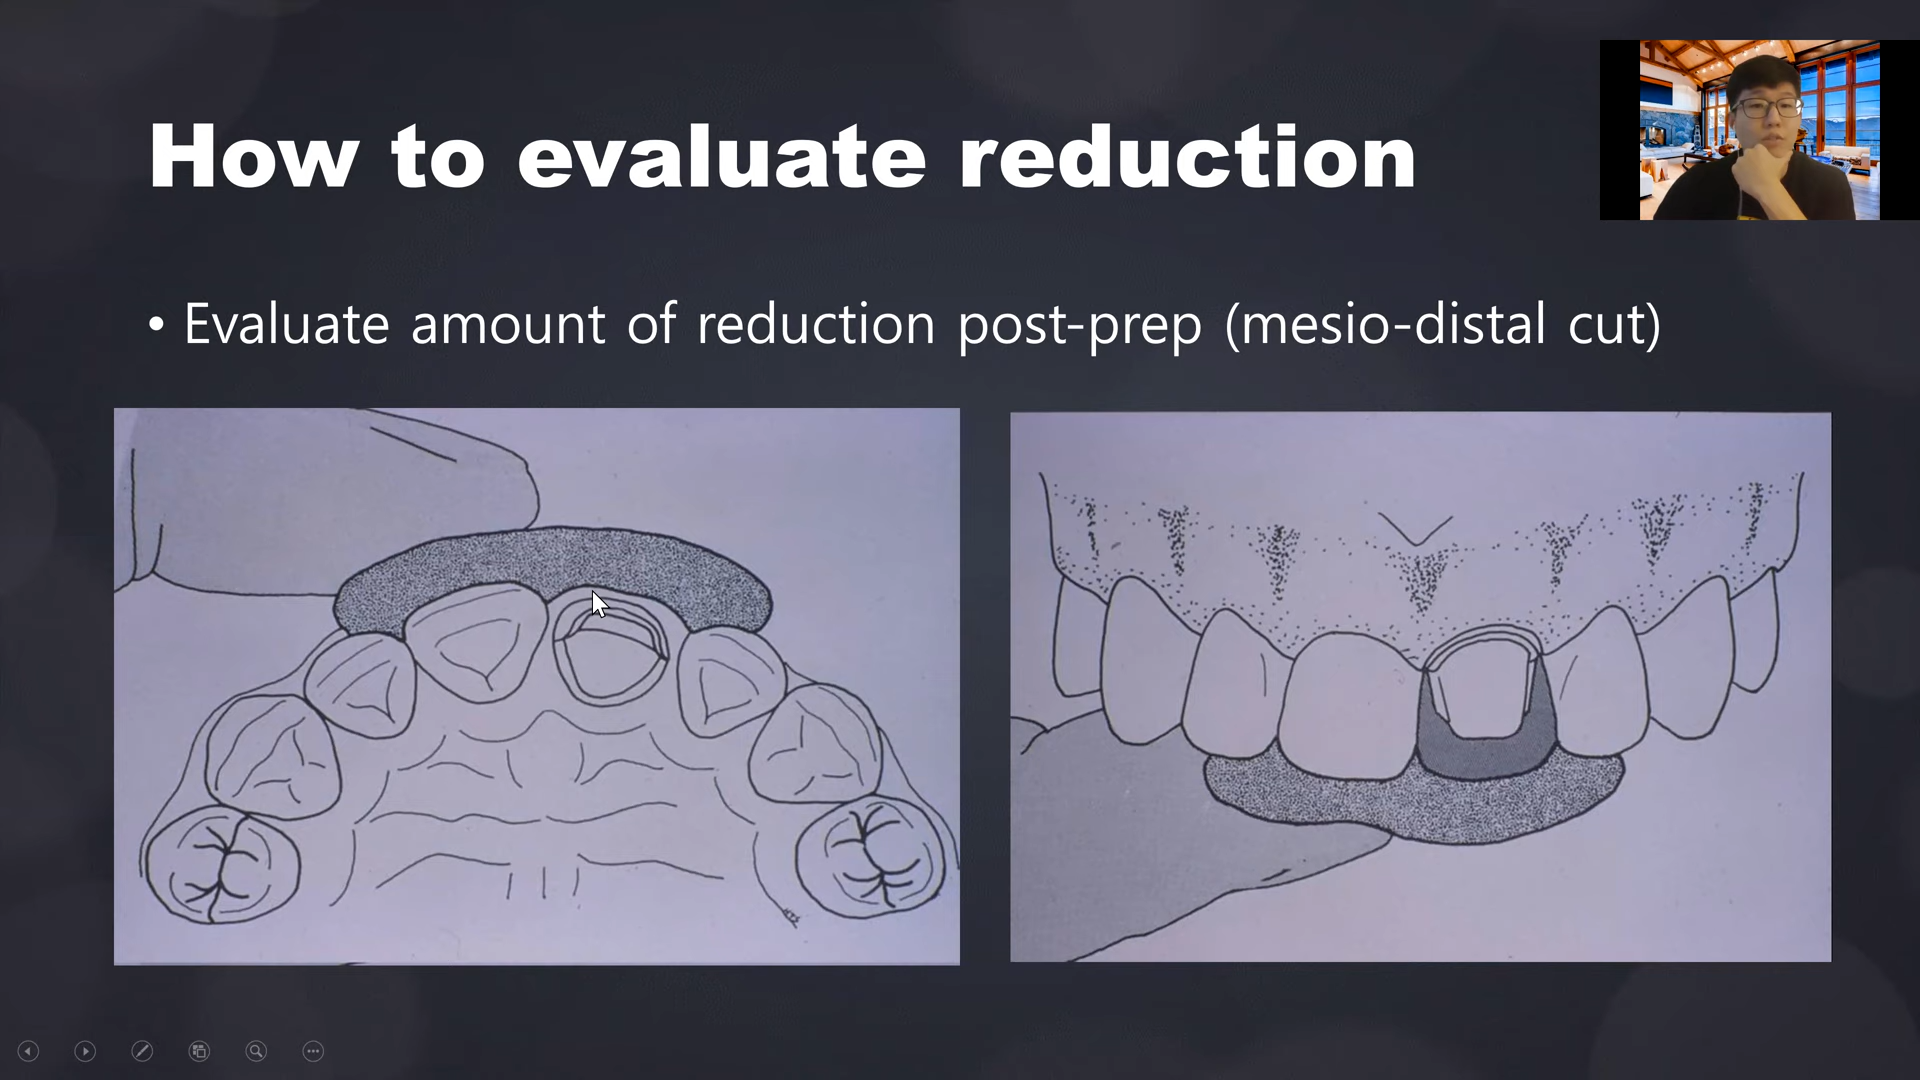 How to evaluate reduction
• Evaluate amount of reduction post-prep (mesio-distal cut)